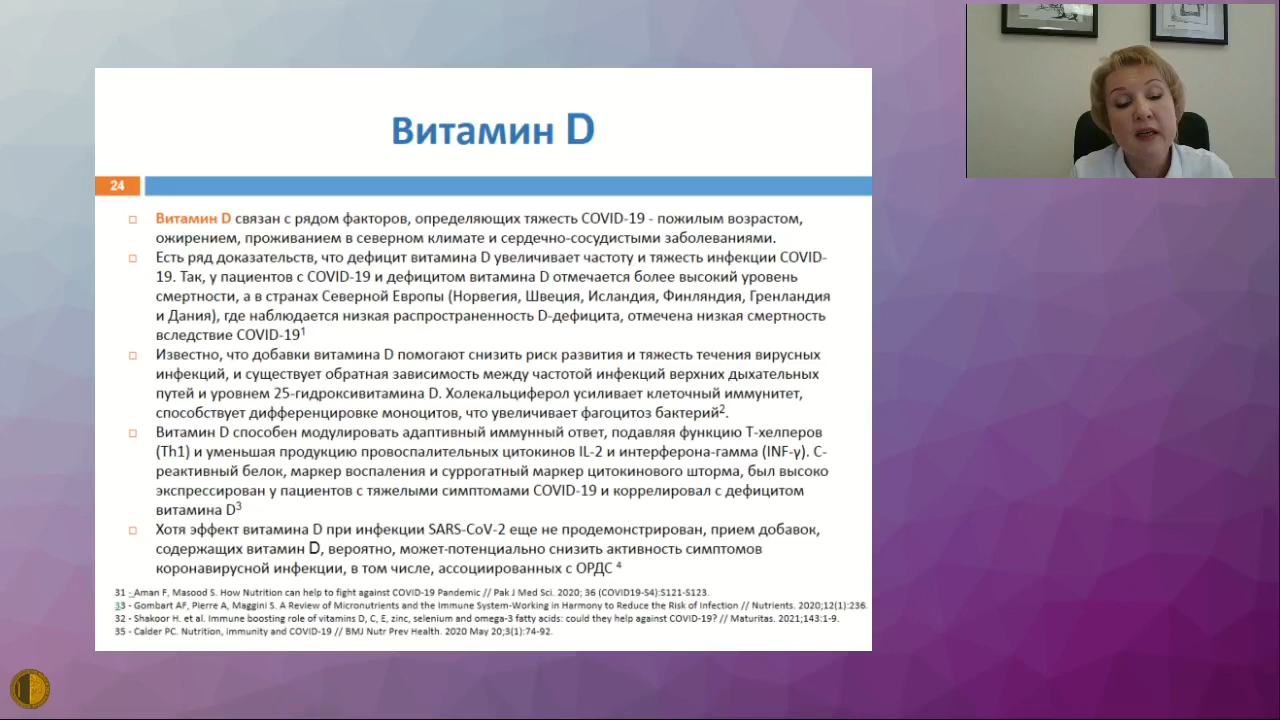 Витамин D
24
Витамин D связан с рядом факторов, определяющих тяжесть COVID-19 - пожилым возрастом,
ожирением, проживанием в северном климате и сердечно-сосудистыми заболеваниями.
Есть ряд доказательств, что дефицит витамина D увеличивает частоту и тяжесть инфекции COVID-
19. Так, у пациентов с COVID-19 и дефицитом витамина D отмечается более высокий уровень
смертности, а в странах Северной Европы (Норвегия, Швеция, Исландия, Финляндия, Гренландия
и Дания), где наблюдается низкая распространенность D-дефицита, отмечена низкая смертность
вследствие COVID-19¹
Известно, что добавки витамина D помогают снизить риск развития и тяжесть течения вирусных
инфекций, и существует обратная зависимость между частотой инфекций верхних дыхательных
путей и уровнем 25-гидроксивитамина D. Холекальциферол усиливает клеточный иммунитет,
способствует дифференцировке моноцитов, что увеличивает фагоцитоз бактерий².
Витамин D способен модулировать адаптивный иммунный ответ, подавляя функцию Т-хелперов
(Th1) и уменьшая продукцию провоспалительных цитокинов IL-2 и интерферона-гамма (INF-γ). С-
реактивный белок, маркер воспаления и суррогатный маркер цитокинового шторма, был высоко
экспрессирован у пациентов с тяжелыми симптомами COVID-19 и коррелировал с дефицитом
витамина D³
Хотя эффект витамина D при инфекции SARS-CoV-2 еще не продемонстрирован, прием добавок,
содержащих витамин D, вероятно, может-потенциально снизить активность симптомов
коронавирусной инфекции, в том числе, ассоциированных с ОРДС ⁴
31 - Aman F, Masood S. How Nutrition can help to fight against COVID-19 Pandemic // Pak J Med Sci. 2020; 36 (COVID19-S4):S121-S123.
33 - Gombart AF, Pierre A, Maggini S. A Review of Micronutrients and the Immune System-Working in Harmony to Reduce the Risk of Infection // Nutrients. 2020;12(1):236.
32 - Shakoor H. et al. Immune boosting role of vitamins D, C, E, zinc, selenium and omega-3 fatty acids: could they help against COVID-19? // Maturitas. 2021;143:1-9.
35 - Calder PC. Nutrition, immunity and COVID-19 // BMJ Nutr Prev Health. 2020 May 20;3(1):74-92.